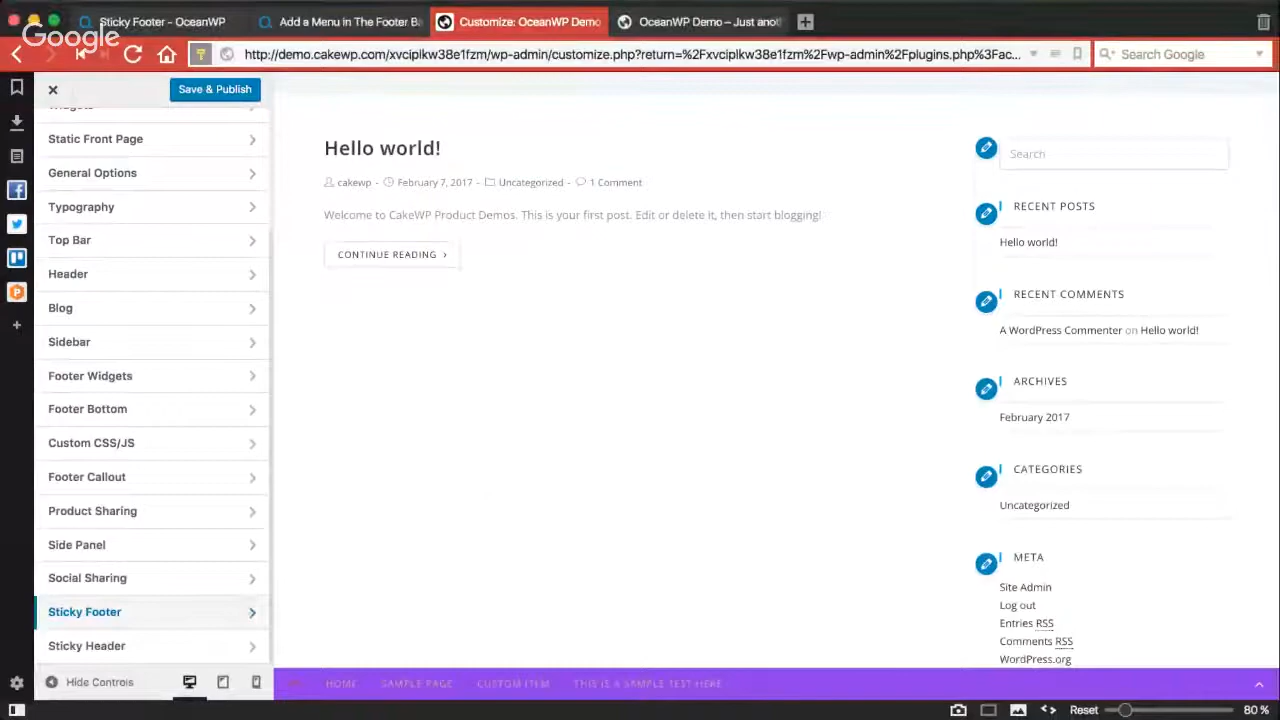 Sticky Footer - OceanWP
Add a Menu in The Footer Ba
Customize: OceanWP Demo
OceanWP Demo – Just anot
Google
http://demo.cakewp.com/xvciplkw38e1fzm/wp-admin/customize.php?return=%2Fxvciplkw38e1fzm%2Fwp-admin%2Fplugins.php%3Fac...
Search Google
Save & Publish
Widgets
Static Front Page
General Options
Typography
Top Bar
Header
Blog
Sidebar
Footer Widgets
Footer Bottom
Custom CSS/JS
Footer Callout
Product Sharing
Side Panel
Social Sharing
Sticky Footer
Sticky Header
Hide Controls
Hello world!
cakewp - February 7, 2017 - Uncategorized - 1 Comment
Welcome to CakeWP Product Demos. This is your first post. Edit or delete it, then start blogging!
CONTINUE READING ›
Search
RECENT POSTS
Hello world!
RECENT COMMENTS
A WordPress Commenter on Hello world!
ARCHIVES
February 2017
CATEGORIES
Uncategorized
META
Site Admin
Log out
Entries RSS
Comments RSS
WordPress.org
HOME SAMPLE PAGE CUSTOM ITEM THIS IS A SAMPLE TEST HERE
Reset 80 %